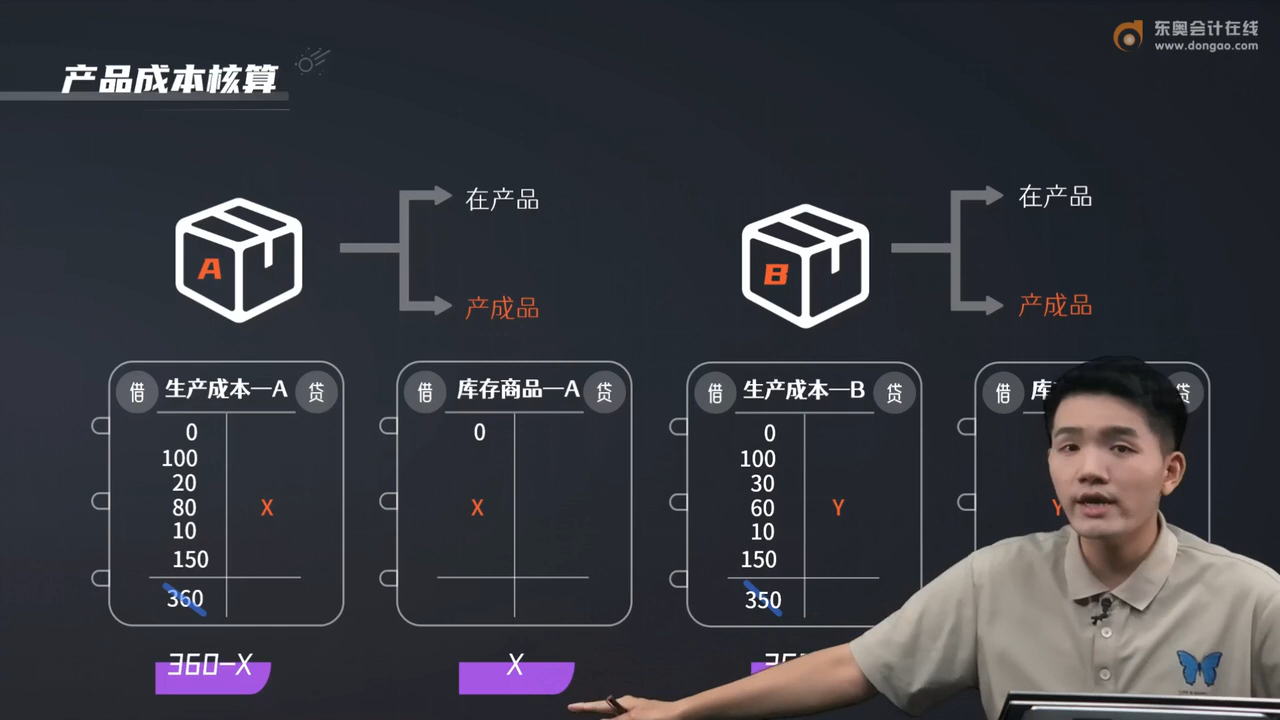 东奥会计在线
www.dongao.com
产品成本核算
A
在产品
产成品
B
在产品
产成品
借 生产成本—A 贷
0
100
20
80 X
10
150
360
360-X
借 库存商品—A 贷
0
X
X
借 生产成本—B 贷
0
100
30
60 Y
10
150
350
借
Y